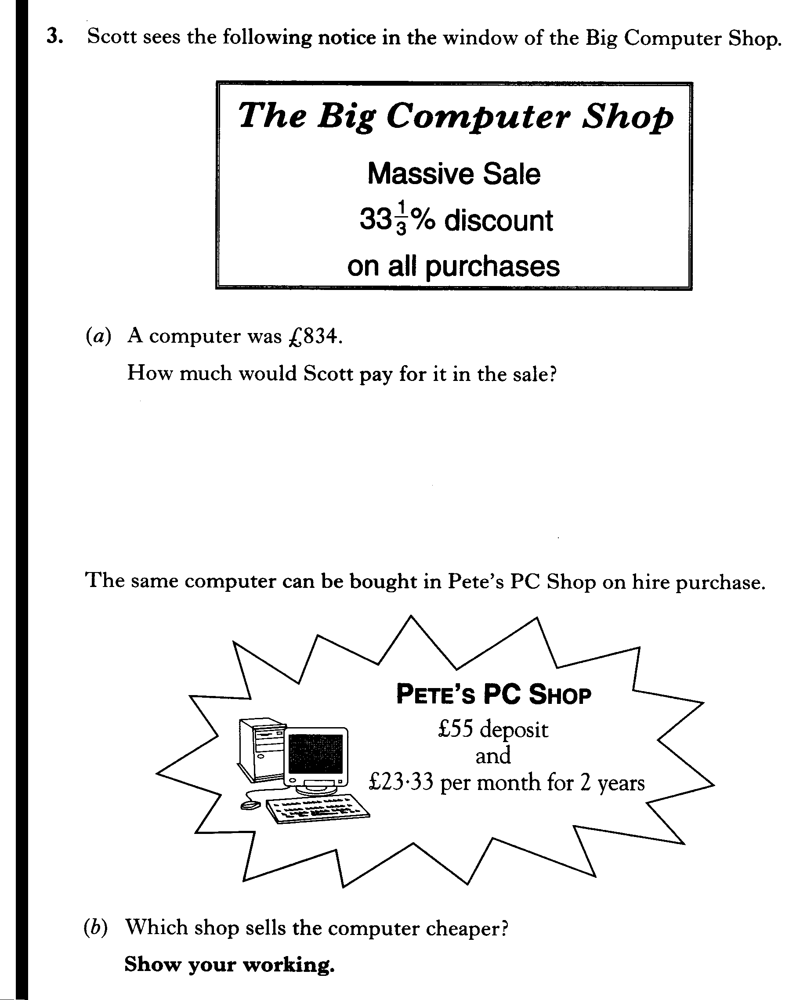 3. Scott sees the following notice in the window of the Big Computer Shop.
The Big Computer Shop
Massive Sale
33 1/3% discount
on all purchases
(a) A computer was £834.
How much would Scott pay for it in the sale?
The same computer can be bought in Pete's PC Shop on hire purchase.
PETE'S PC SHOP
£55 deposit
and
£23·33 per month for 2 years
(b) Which shop sells the computer cheaper?
Show your working.